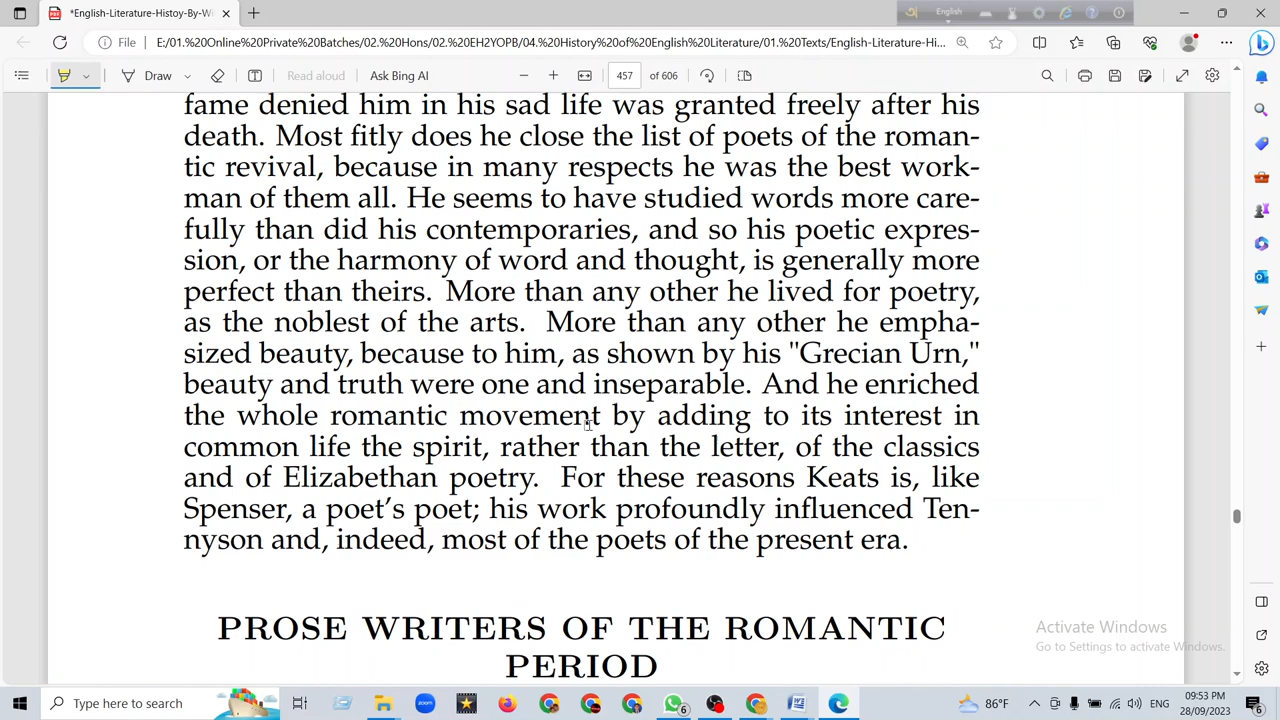 *English-Literature-Histoy-By-Wi
English
File
E:/01.%20Online%20Private%20Batches/02.%20Hons/02.%20EH2%20PB/04.%20History%20of%20English%20Literature/01.%20Texts/English-Literature-Hi...
Draw
Read aloud
Ask Bing AI
457 of 606
fame denied him in his sad life was granted freely after his
death. Most fitly does he close the list of poets of the roman-
tic revival, because in many respects he was the best work-
man of them all. He seems to have studied words more care-
fully than did his contemporaries, and so his poetic expres-
sion, or the harmony of word and thought, is generally more
perfect than theirs. More than any other he lived for poetry,
as the noblest of the arts. More than any other he empha-
sized beauty, because to him, as shown by his "Grecian Urn,"
beauty and truth were one and inseparable. And he enriched
the whole romantic movement by adding to its interest in
common life the spirit, rather than the letter, of the classics
and of Elizabethan poetry. For these reasons Keats is, like
Spenser, a poet's poet; his work profoundly influenced Ten-
nyson and, indeed, most of the poets of the present era.
PROSE WRITERS OF THE ROMANTIC
PERIOD
Activate Windows
Go to Settings to activate Windows.
Type here to search
zoom
6
86°F
ENG
09:53 PM
28/09/2023
6